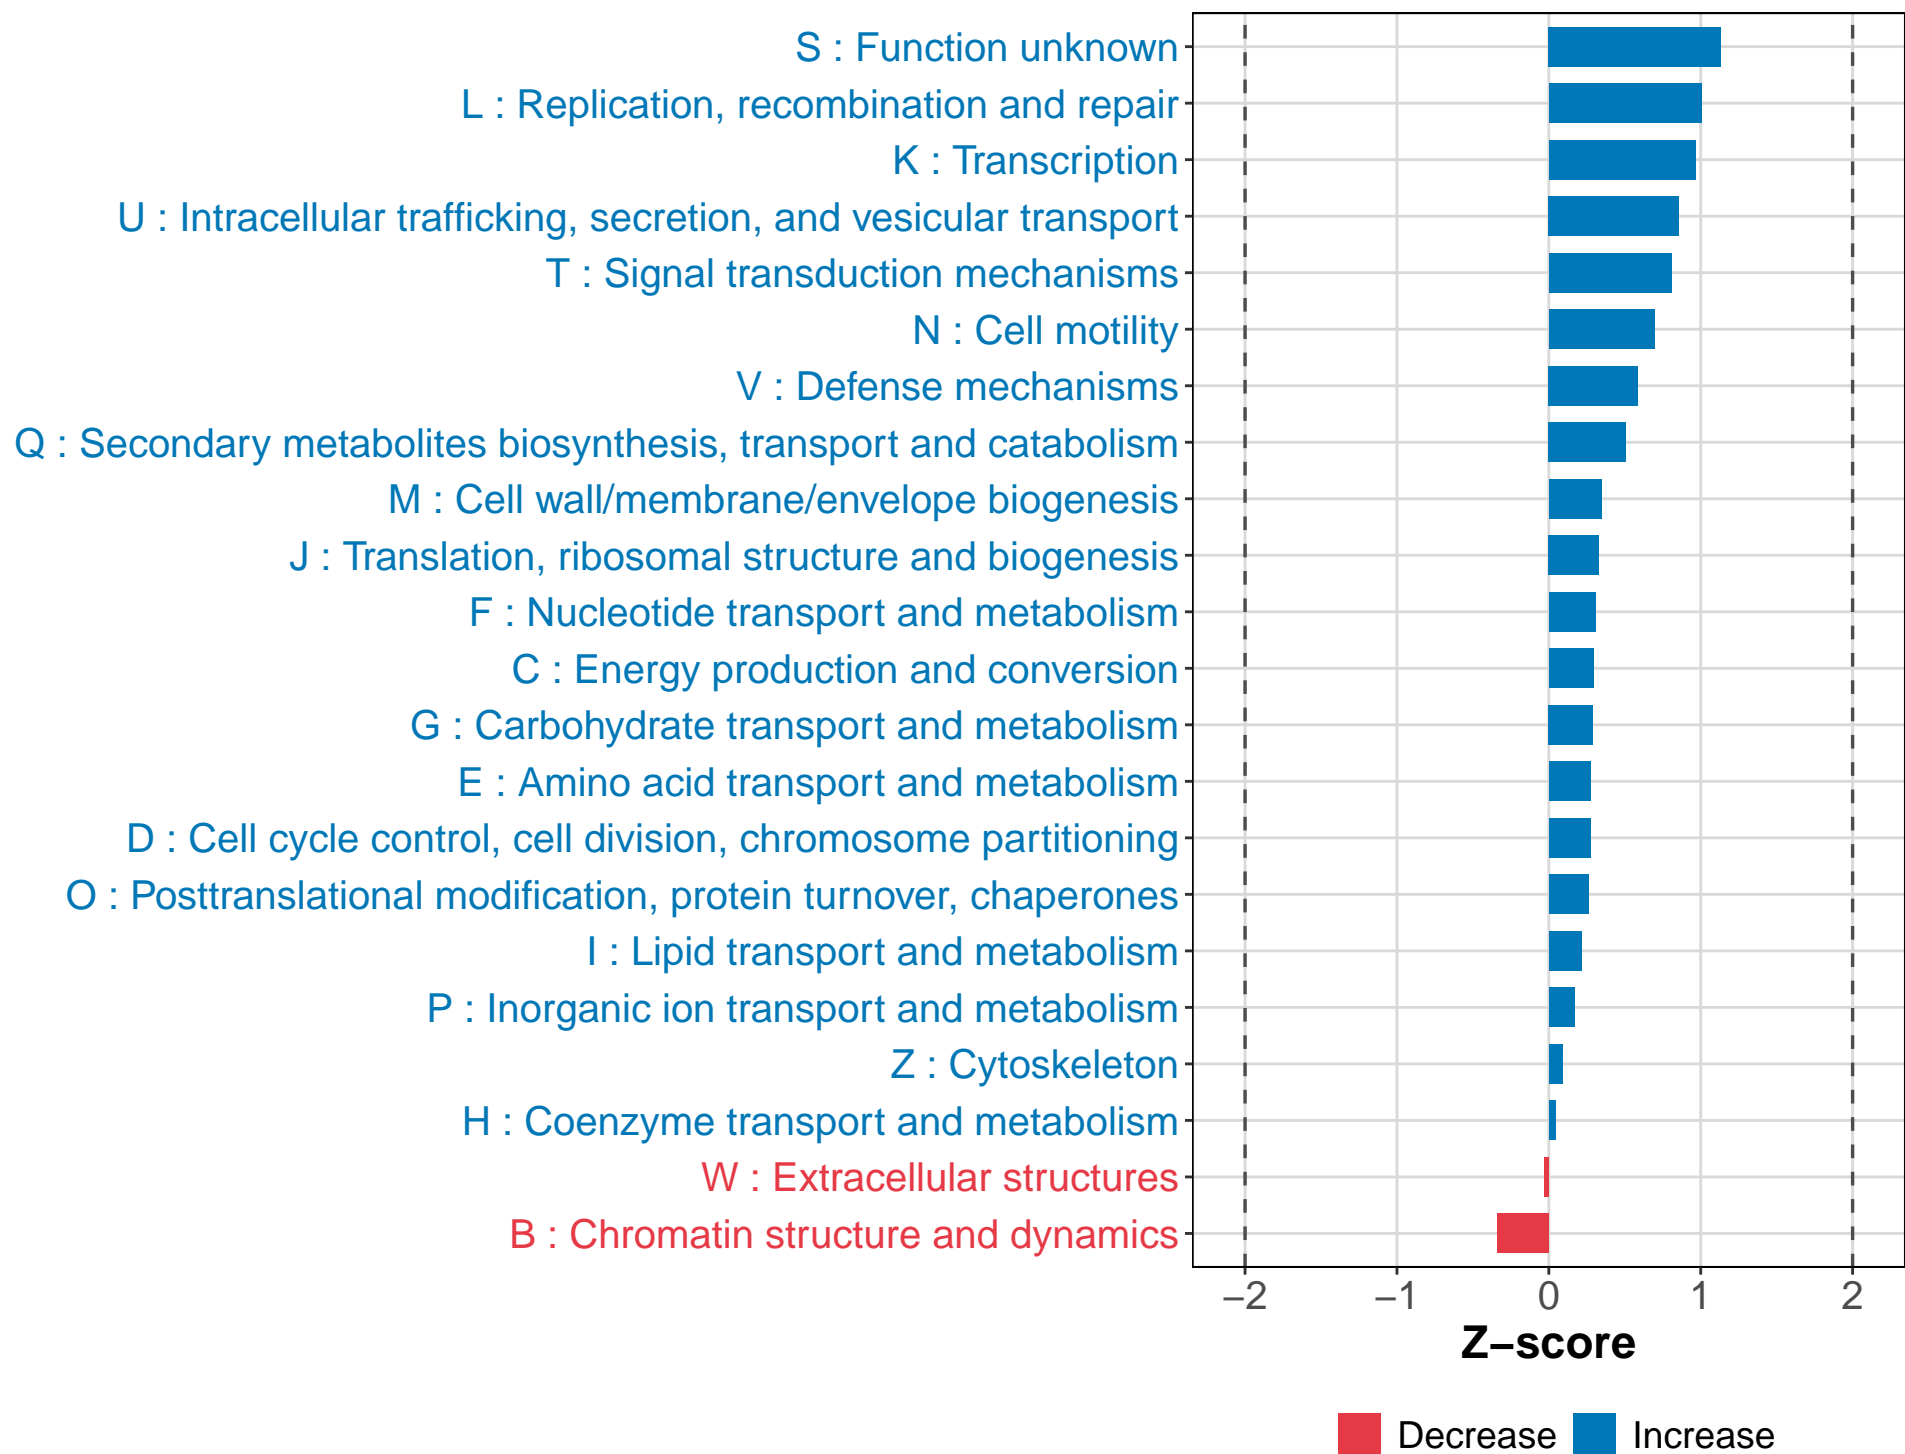 S : Function unknown
L : Replication, recombination and repair
K : Transcription
U : Intracellular trafficking, secretion, and vesicular transport
T : Signal transduction mechanisms
N : Cell motility
V : Defense mechanisms
Q : Secondary metabolites biosynthesis, transport and catabolism
M : Cell wall/membrane/envelope biogenesis
J : Translation, ribosomal structure and biogenesis
F : Nucleotide transport and metabolism
C : Energy production and conversion
G : Carbohydrate transport and metabolism
E : Amino acid transport and metabolism
D : Cell cycle control, cell division, chromosome partitioning
O : Posttranslational modification, protein turnover, chaperones
I : Lipid transport and metabolism
P : Inorganic ion transport and metabolism
Z : Cytoskeleton
H : Coenzyme transport and metabolism
W : Extracellular structures
B : Chromatin structure and dynamics
−2 −1 0 1 2
Z−score
Decrease Increase